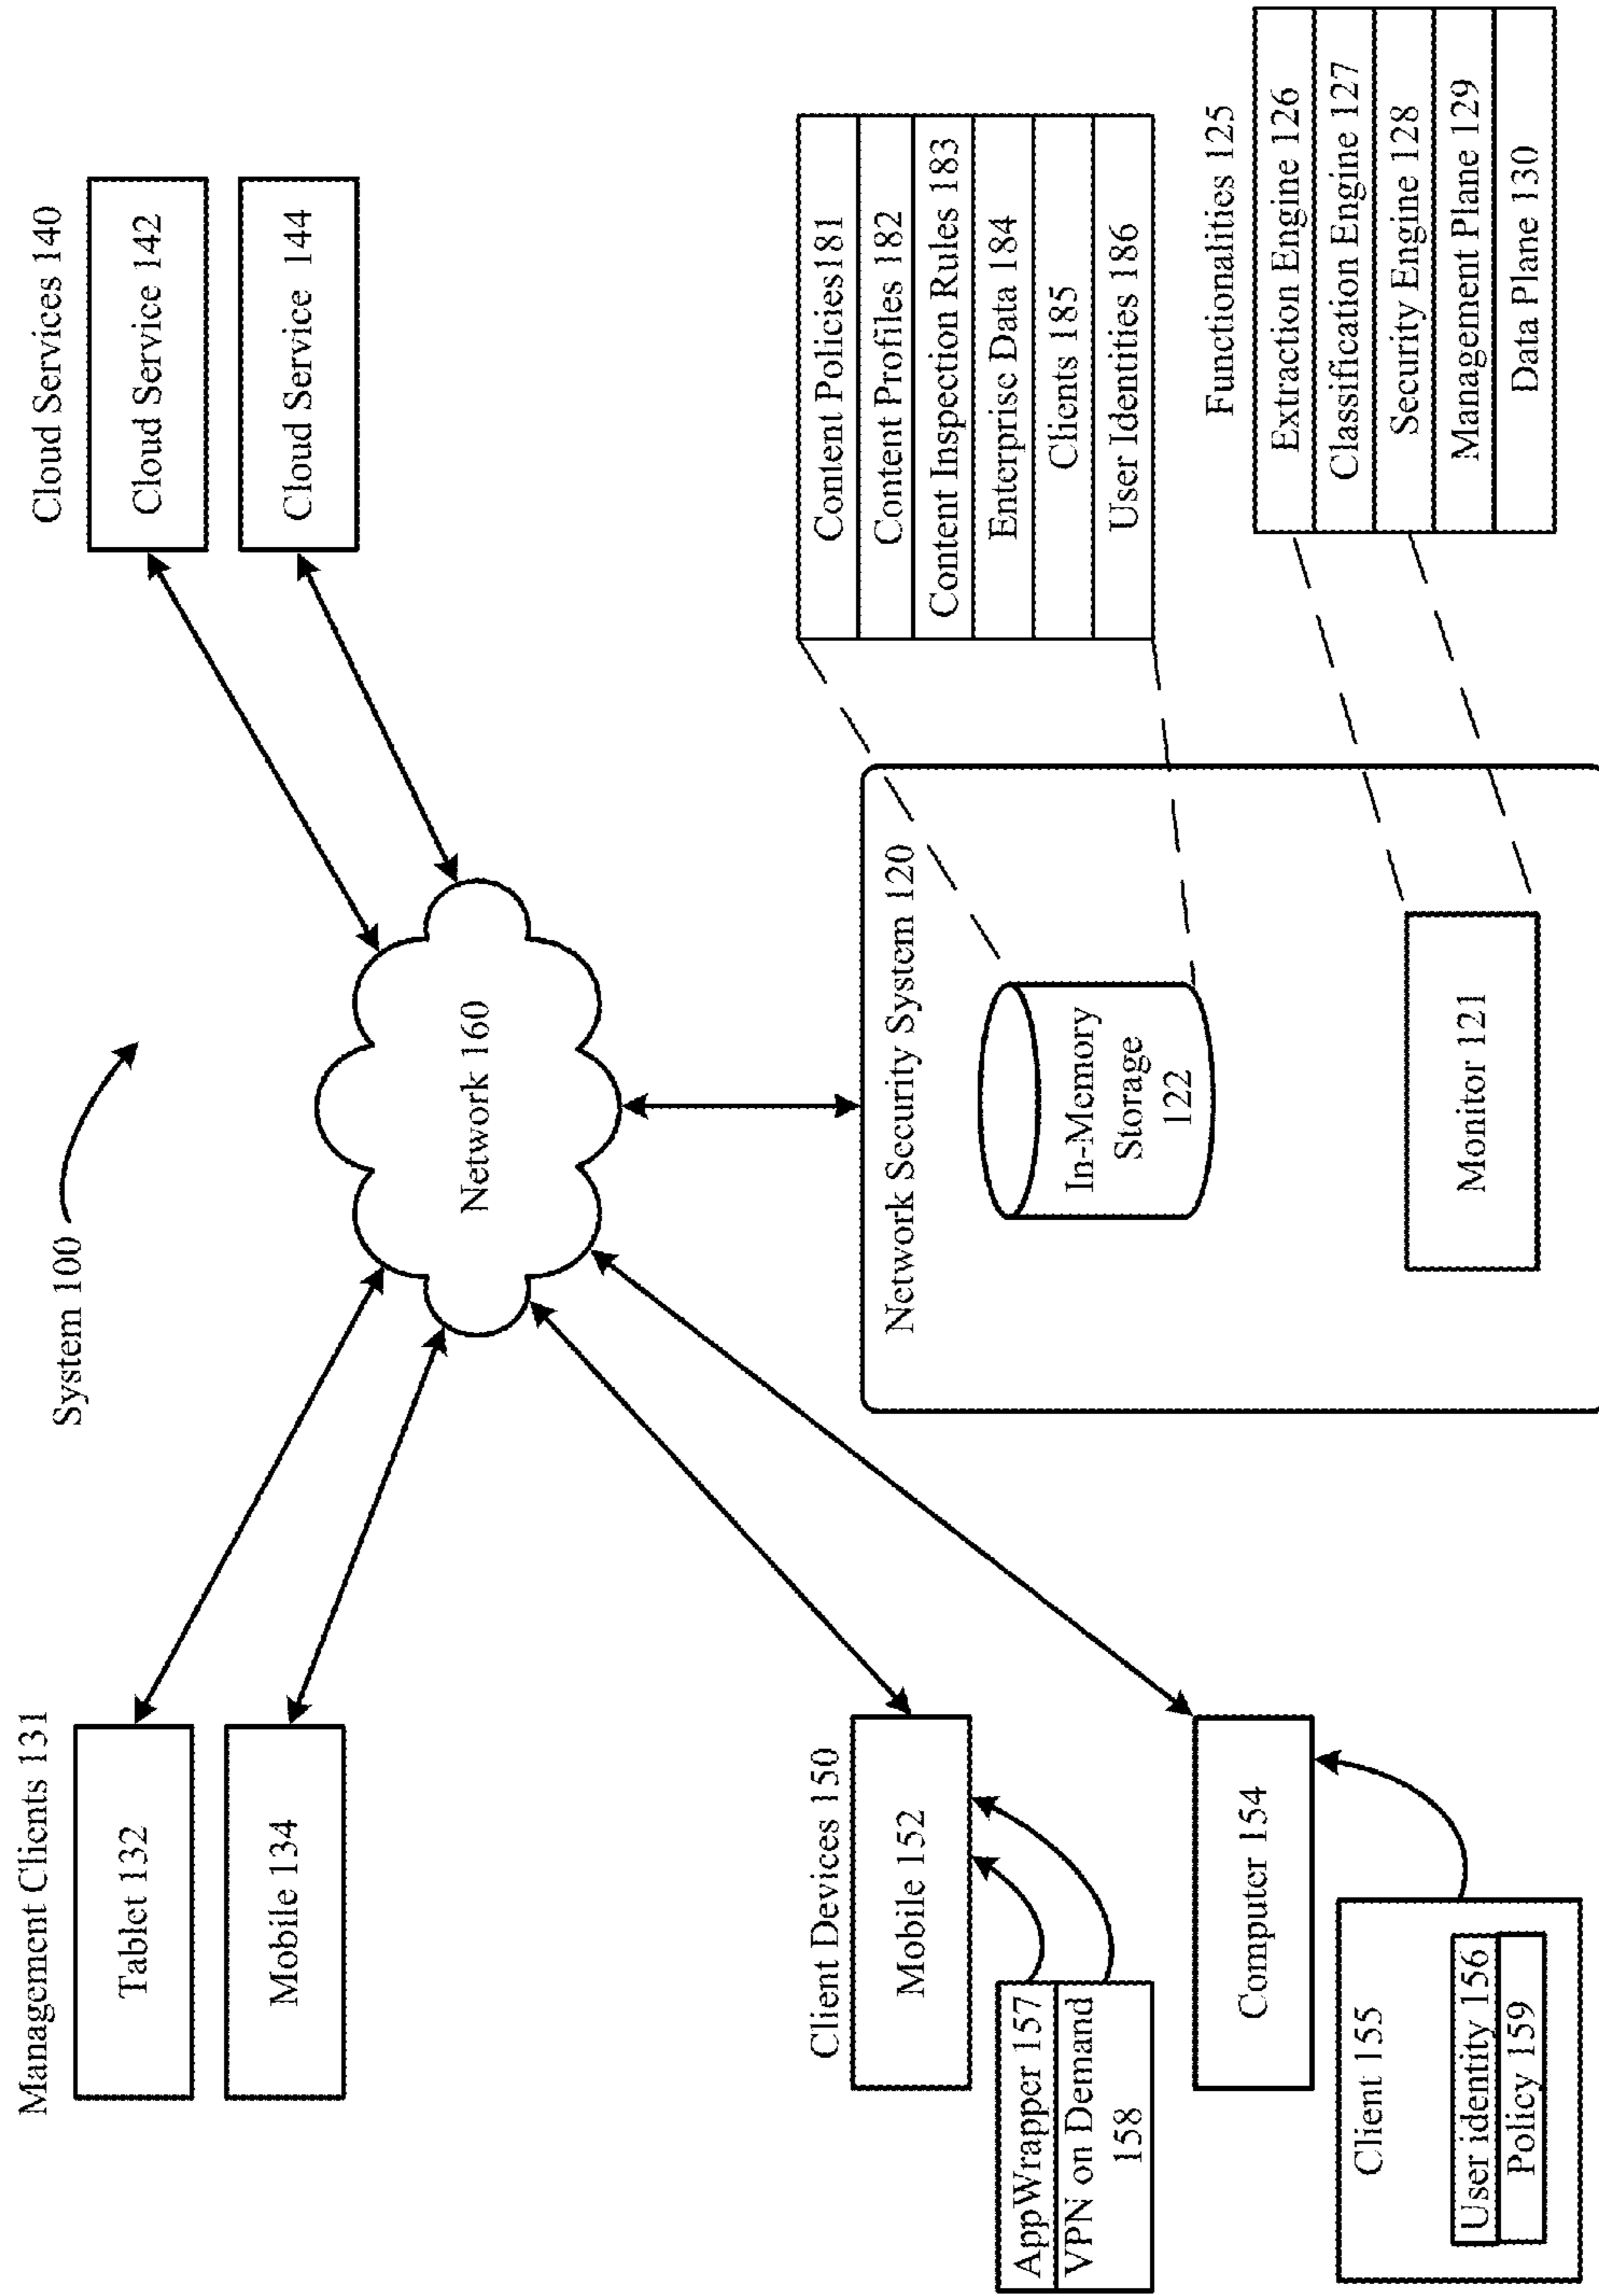 System 100
Management Clients 131
Tablet 132
Mobile 134
Cloud Services 140
Cloud Service 142
Cloud Service 144
Network 160
Client Devices 150
Mobile 152
AppWrapper 157
VPN on Demand
158
Computer 154
Client 155
User identity 156
Policy 159
Network Security System 120
In-Memory
Storage
122
Monitor 121
Content Policies181
Content Profiles 182
Content Inspection Rules 183
Enterprise Data 184
Clients 185
User Identities 186
Functionalities 125
Extraction Engine 126
Classification Engine 127
Security Engine 128
Management Plane 129
Data Plane 130